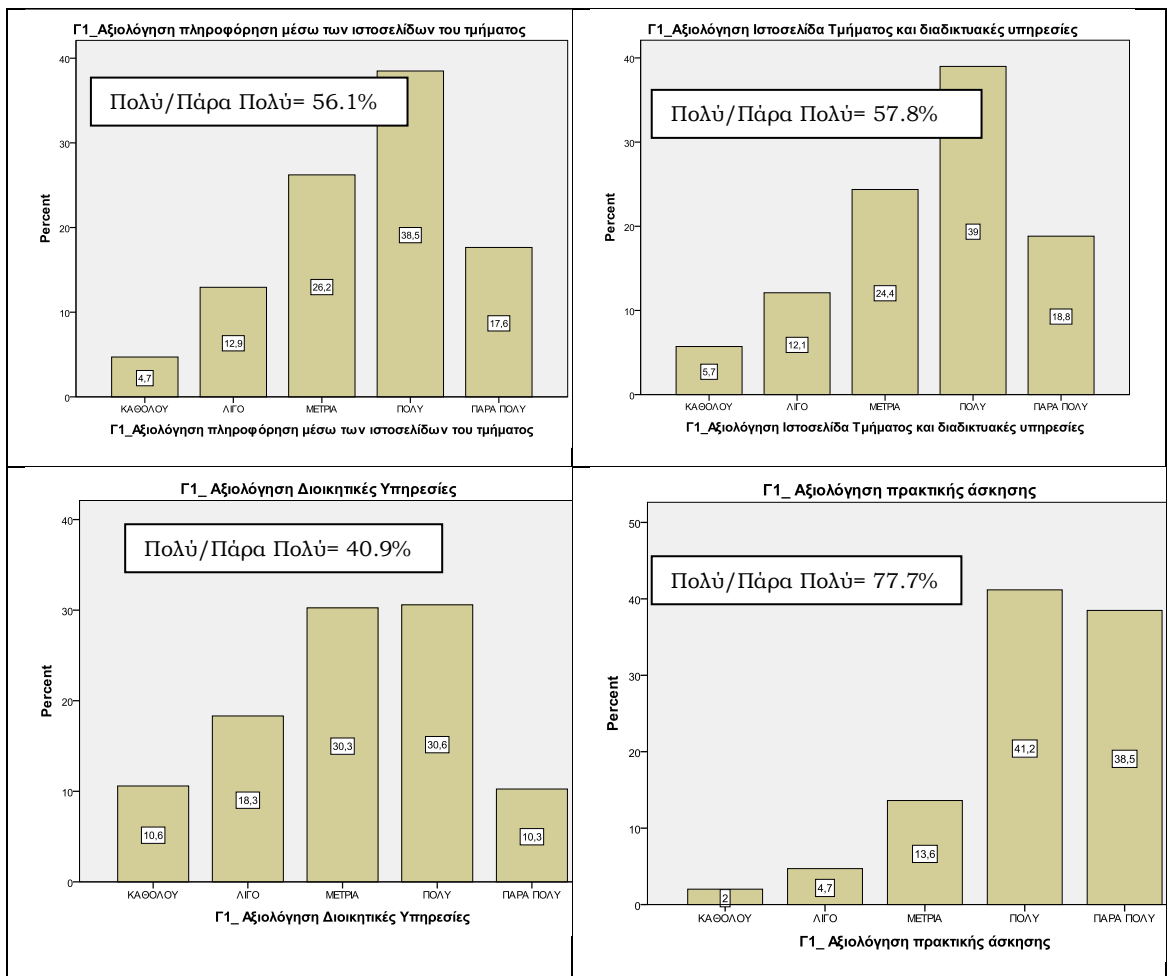 Γ1_Αξιολόγηση πληροφόρηση μέσω των ιστοσελίδων του τμήματος
Πολύ/Πάρα Πολύ= 56.1%
Percent
40
30
20
10
0
4,7
12,9
26,2
38,5
17,6
ΚΑΘΟΛΟΥ
ΛΙΓΟ
ΜΕΤΡΙΑ
ΠΟΛΥ
ΠΑΡΑ ΠΟΛΥ
Γ1_Αξιολόγηση πληροφόρηση μέσω των ιστοσελίδων του τμήματος
Γ1_Αξιολόγηση Ιστοσελίδα Τμήματος και διαδικτυακές υπηρεσίες
Πολύ/Πάρα Πολύ= 57.8%
Percent
40
30
20
10
0
5,7
12,1
24,4
39
18,8
ΚΑΘΟΛΟΥ
ΛΙΓΟ
ΜΕΤΡΙΑ
ΠΟΛΥ
ΠΑΡΑ ΠΟΛΥ
Γ1_Αξιολόγηση Ιστοσελίδα Τμήματος και διαδικτυακές υπηρεσίες
Γ1_ Αξιολόγηση Διοικητικές Υπηρεσίες
Πολύ/Πάρα Πολύ= 40.9%
Percent
40
30
20
10
0
10,6
18,3
30,3
30,6
10,3
ΚΑΘΟΛΟΥ
ΛΙΓΟ
ΜΕΤΡΙΑ
ΠΟΛΥ
ΠΑΡΑ ΠΟΛΥ
Γ1_ Αξιολόγηση Διοικητικές Υπηρεσίες
Γ1_ Αξιολόγηση πρακτικής άσκησης
Πολύ/Πάρα Πολύ= 77.7%
Percent
50
40
30
20
10
0
2
4,7
13,6
41,2
38,5
ΚΑΘΟΛΟΥ
ΛΙΓΟ
ΜΕΤΡΙΑ
ΠΟΛΥ
ΠΑΡΑ ΠΟΛΥ
Γ1_ Αξιολόγηση πρακτικής άσκησης